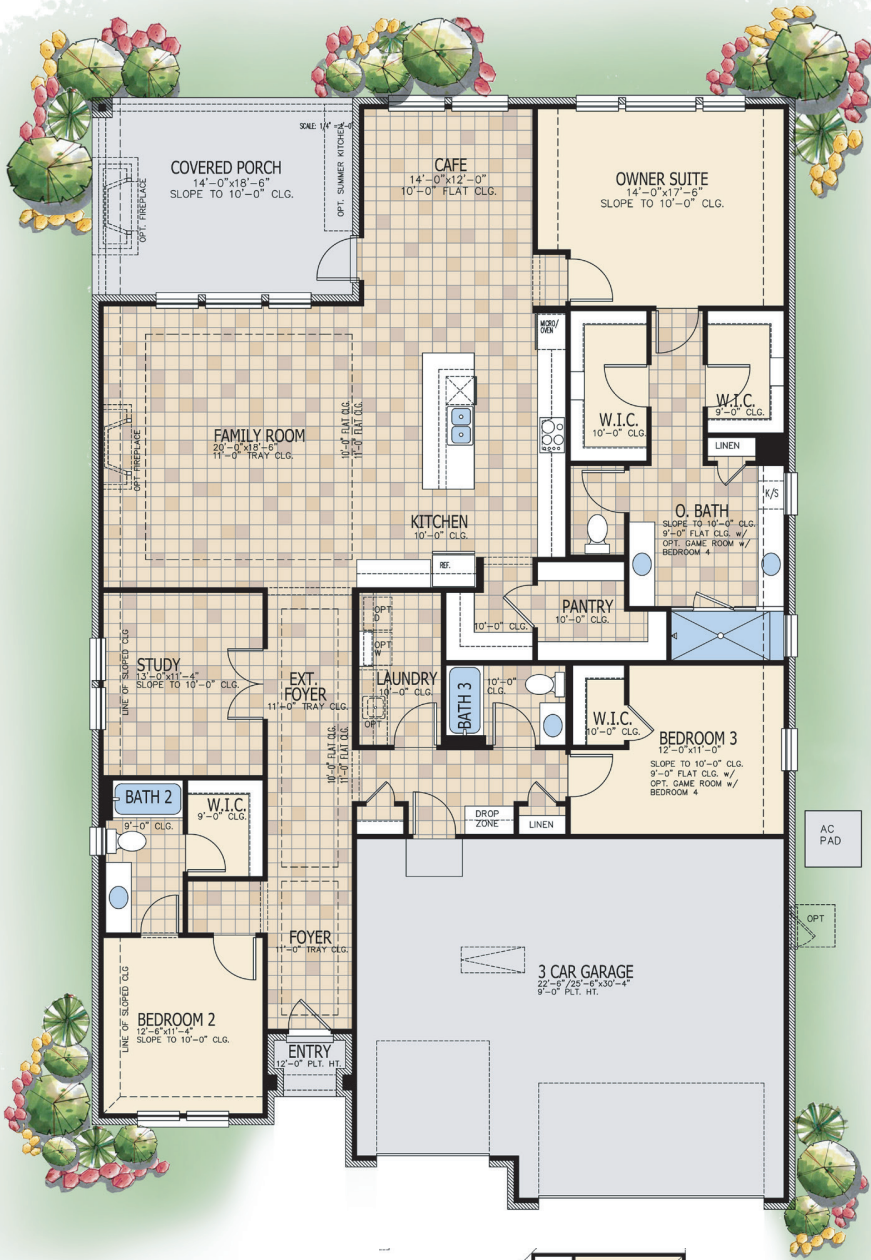 SCALE: 1/4" = 1'-0"
COVERED PORCH
14'-0"x18'-6"
SLOPE TO 10'-0" CLG.
OPT. FIREPLACE
OPT. SUMMER KITCHEN
CAFE
14'-0"x12'-0"
10'-0" FLAT CLG.
OWNER SUITE
14'-0"x17'-6"
SLOPE TO 10'-0" CLG.
MICRO/
OVEN
W.I.C.
10'-0" CLG.
W.I.C.
9'-0" CLG.
LINEN
FAMILY ROOM
20'-0"x18'-6"
11'-0" TRAY CLG.
OPT FIREPLACE
10'-0" FLAT CLG.
11'-0" FLAT CLG.
KITCHEN
10'-0" CLG.
REF.
K/S
O. BATH
SLOPE TO 10'-0" CLG.
9'-0" FLAT CLG. w/
OPT. GAME ROOM w/
BEDROOM 4
PANTRY
10'-0" CLG.
10'-0" CLG.
OPT
D
OPT
W
LAUNDRY
10'-0" CLG.
OPT
STUDY
13'-0"x11'-4"
SLOPE TO 10'-0" CLG.
LINE OF SLOPED CLG
EXT.
FOYER
11'-0" TRAY CLG.
10'-0" FLAT CLG.
11'-0" FLAT CLG.
BATH 3
10'-0"
CLG.
W.I.C.
10'-0" CLG.
BEDROOM 3
12'-0"x11'-0"
SLOPE TO 10'-0" CLG.
9'-0" FLAT CLG. w/
OPT. GAME ROOM w/
BEDROOM 4
BATH 2
9'-0" CLG.
W.I.C.
9'-0" CLG.
DROP
ZONE
LINEN
AC
PAD
OPT
FOYER
11'-0" TRAY CLG.
3 CAR GARAGE
22'-6"/25'-6"x30'-4"
9'-0" PLT. HT.
LINE OF SLOPED CLG
BEDROOM 2
12'-6"x11'-4"
SLOPE TO 10'-0" CLG.
ENTRY
12'-0" PLT. HT.